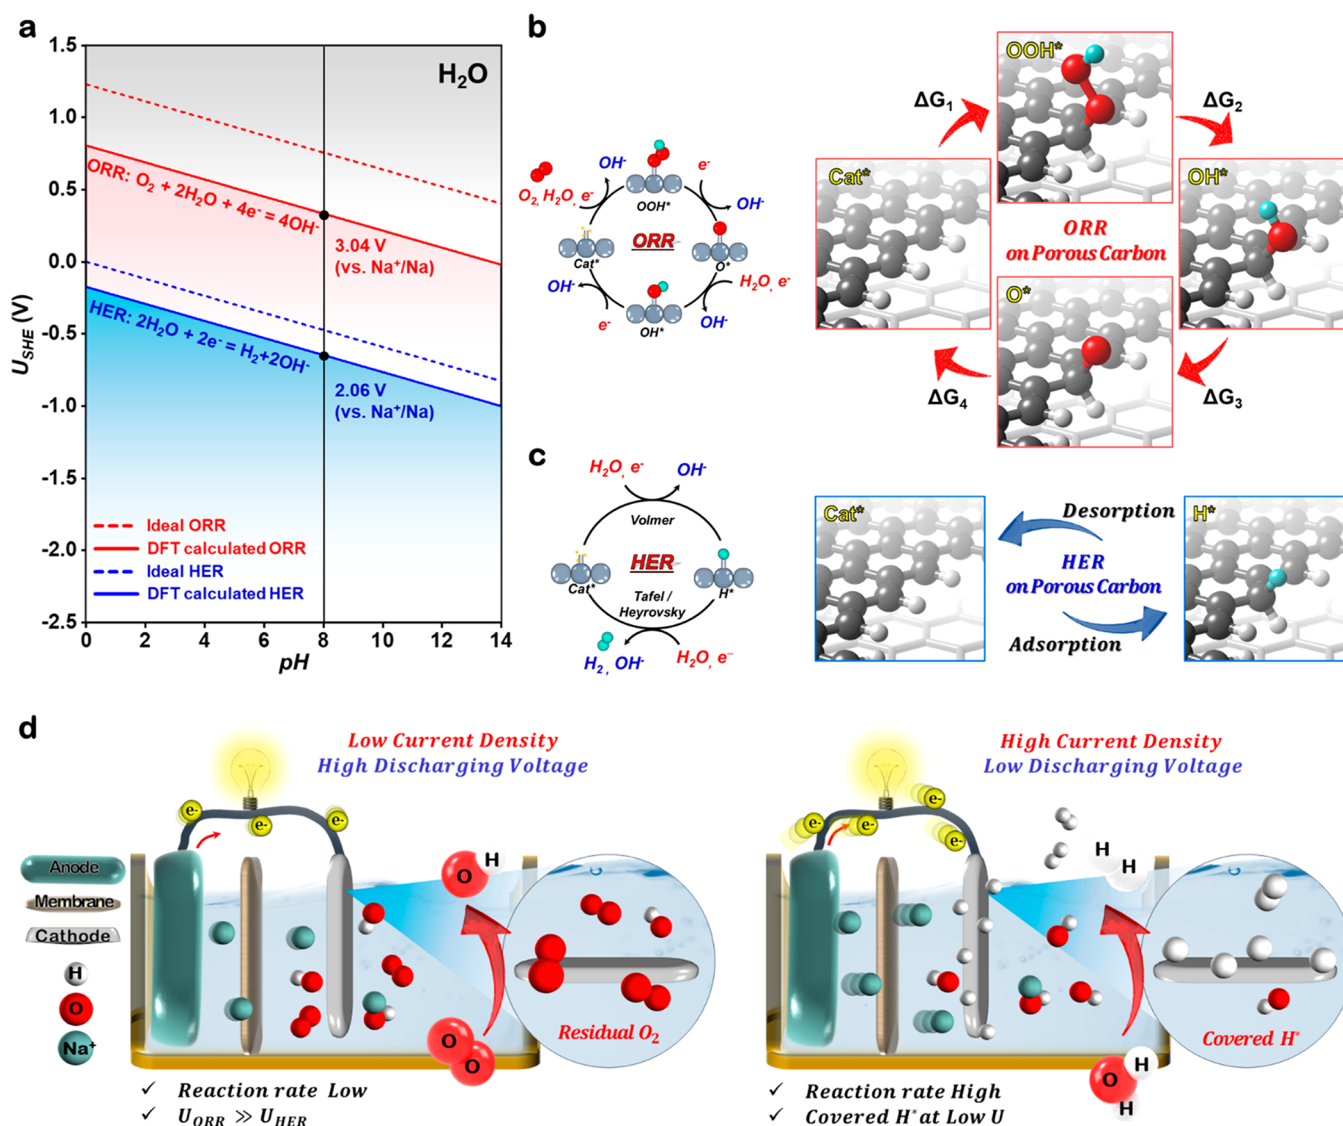 a
H₂O
1.5
1.0
0.5
0.0
-0.5
-1.0
-1.5
-2.0
-2.5
U_SHE (V)
ORR: O₂ + 2H₂O + 4e⁻ = 4OH⁻
3.04 V
(vs. Na⁺/Na)
HER: 2H₂O + 2e⁻ = H₂+2OH⁻
2.06 V
(vs. Na⁺/Na)
Ideal ORR
DFT calculated ORR
Ideal HER
DFT calculated HER
0 2 4 6 8 10 12 14
pH
b
OH⁻
e⁻
O₂, H₂O, e⁻
OOH*
OH⁻
Cat*
ORR
O*
OH⁻
H₂O, e⁻
e⁻
OH*
OH⁻
OOH*
ΔG₁
ΔG₂
Cat*
OH*
ORR
on Porous Carbon
O*
ΔG₄
ΔG₃
c
H₂O, e⁻
OH⁻
Volmer
HER
Cat*
H*
Tafel /
Heyrovsky
H₂ , OH⁻
H₂O, e⁻
Cat*
Desorption
H*
HER
on Porous Carbon
Adsorption
d
Low Current Density
High Discharging Voltage
e-
e-
e-
Anode
Membrane
Cathode
H
O
Na⁺
O
H
O
O
Residual O₂
✓ Reaction rate Low
✓ U_ORR ≫ U_HER
High Current Density
Low Discharging Voltage
e-
e-
e-
e-
H
H
O
H
H
Covered H*
✓ Reaction rate High
✓ Covered H* at Low U